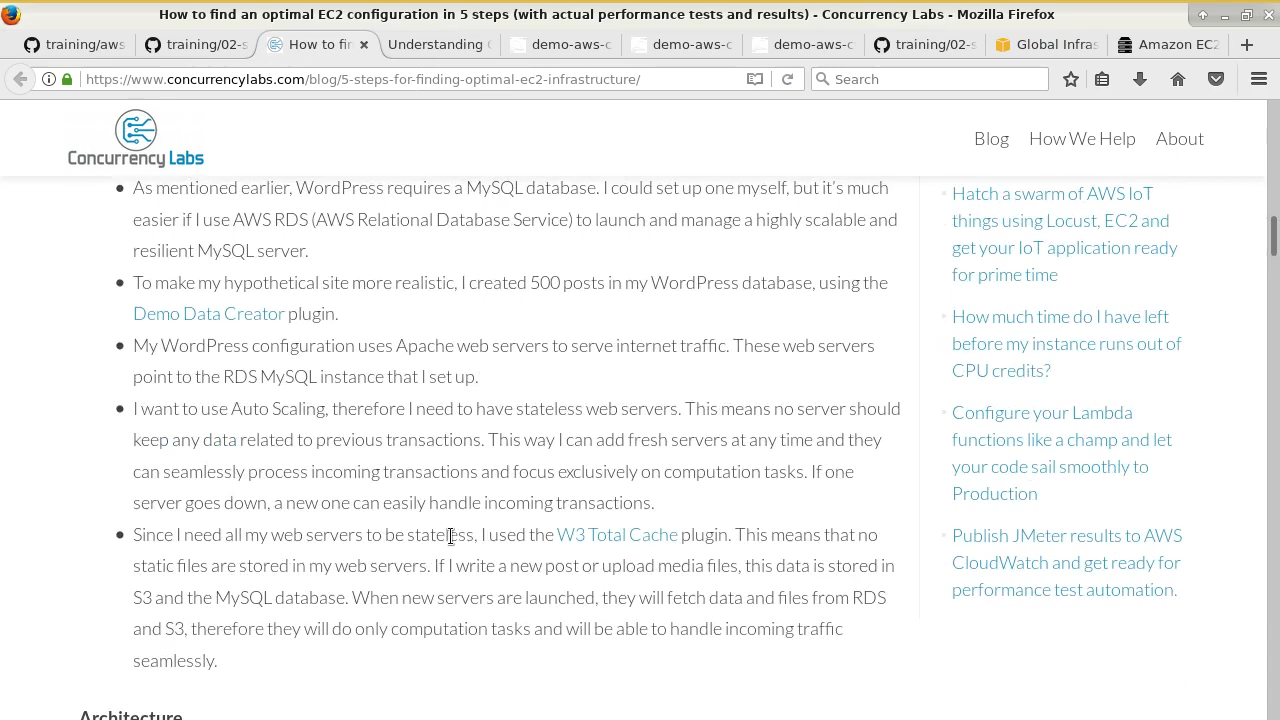 How to find an optimal EC2 configuration in 5 steps (with actual performance tests and results) - Concurrency Labs - Mozilla Firefox
training/aws
training/02-s
How to fi
Understanding
demo-aws-c
demo-aws-c
demo-aws-c
training/02-s
Global Infras
Amazon EC2
https://www.concurrencylabs.com/blog/5-steps-for-finding-optimal-ec2-infrastructure/
Search
Concurrency Labs
Blog
How We Help
About
As mentioned earlier, WordPress requires a MySQL database. I could set up one myself, but it's much
easier if I use AWS RDS (AWS Relational Database Service) to launch and manage a highly scalable and
resilient MySQL server.
To make my hypothetical site more realistic, I created 500 posts in my WordPress database, using the
Demo Data Creator plugin.
My WordPress configuration uses Apache web servers to serve internet traffic. These web servers
point to the RDS MySQL instance that I set up.
I want to use Auto Scaling, therefore I need to have stateless web servers. This means no server should
keep any data related to previous transactions. This way I can add fresh servers at any time and they
can seamlessly process incoming transactions and focus exclusively on computation tasks. If one
server goes down, a new one can easily handle incoming transactions.
Since I need all my web servers to be stateless, I used the W3 Total Cache plugin. This means that no
static files are stored in my web servers. If I write a new post or upload media files, this data is stored in
S3 and the MySQL database. When new servers are launched, they will fetch data and files from RDS
and S3, therefore they will do only computation tasks and will be able to handle incoming traffic
seamlessly.
Architecture
Hatch a swarm of AWS IoT
things using Locust, EC2 and
get your IoT application ready
for prime time
How much time do I have left
before my instance runs out of
CPU credits?
Configure your Lambda
functions like a champ and let
your code sail smoothly to
Production
Publish JMeter results to AWS
CloudWatch and get ready for
performance test automation.